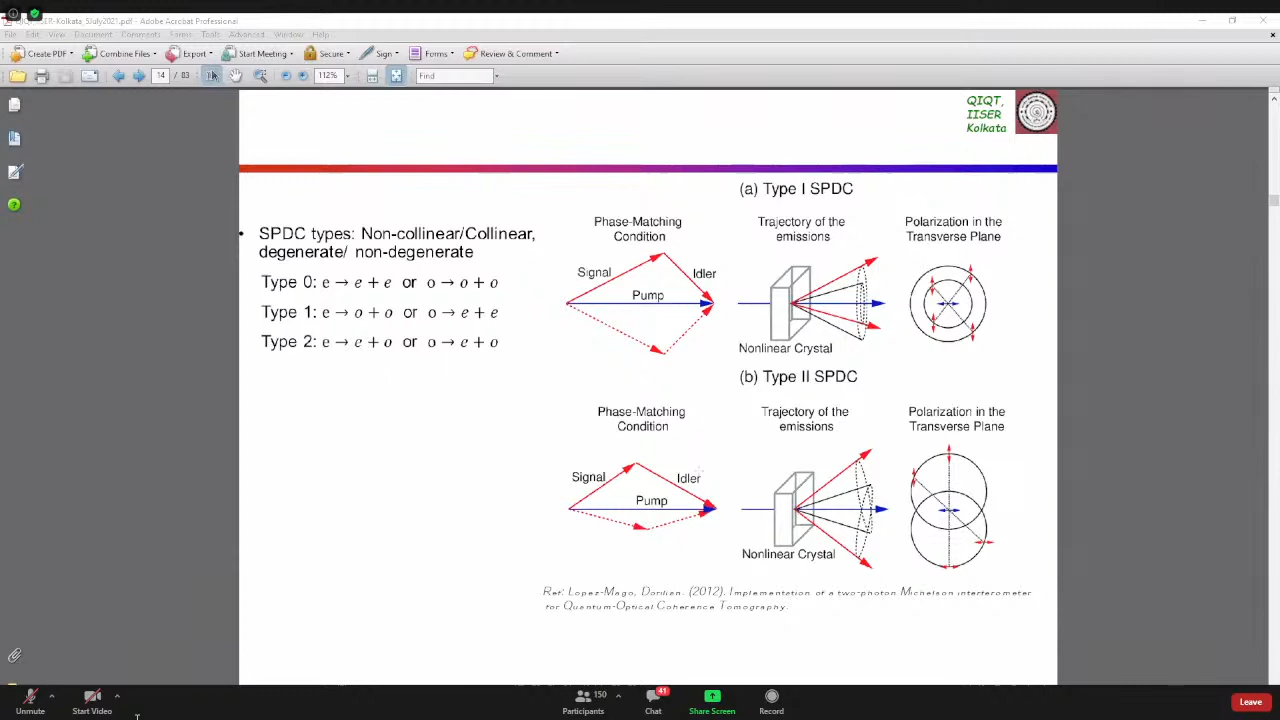 QIQT-IISER-Kolkata_5July2021.pdf - Adobe Acrobat Professional
File Edit View Document Comments Forms Tools Advanced Window Help
Create PDF Combine Files Export Start Meeting Secure Sign Forms Review & Comment
14 / 83 112% Find
QIQT,
IISER
Kolkata
• SPDC types: Non-collinear/Collinear,
degenerate/ non-degenerate
Type 0: e → e + e or o → o + o
Type 1: e → o + o or o → e + e
Type 2: e → e + o or o → e + o
(a) Type I SPDC
Phase-Matching
Condition
Trajectory of the
emissions
Polarization in the
Transverse Plane
Signal
Idler
Pump
Nonlinear Crystal
(b) Type II SPDC
Phase-Matching
Condition
Trajectory of the
emissions
Polarization in the
Transverse Plane
Signal
Idler
Pump
Nonlinear Crystal
Ref: Lopez-Mago, Dorilian. (2012). Implementation of a two-photon Michelson interferometer
for Quantum-Optical Coherence Tomography.
Unmute
Start Video
150
Participants
41
Chat
Share Screen
Record
Leave